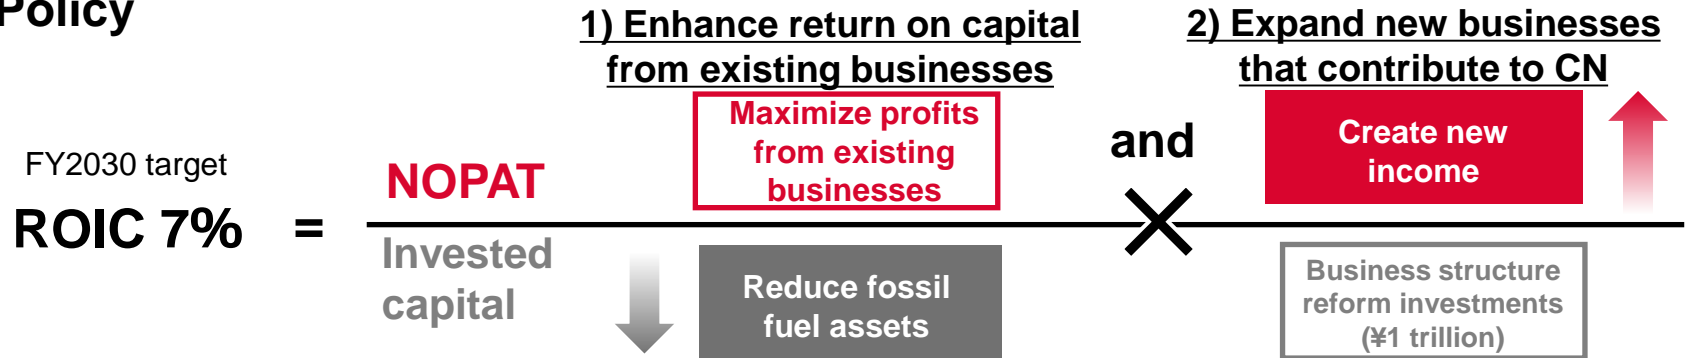 Policy
1) Enhance return on capital
from existing businesses
2) Expand new businesses
that contribute to CN
FY2030 target
ROIC 7%
=
NOPAT
Invested
capital
Maximize profits
from existing
businesses
Reduce fossil
fuel assets
and
Create new
income
Business structure
reform investments
(¥1 trillion)